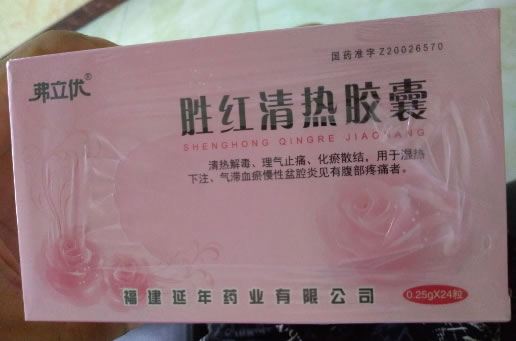 国药准字Z20026570
弗立优®
胜红清热胶囊
SHENGHONG QINGRE JIAONANG
清热解毒、理气止痛、化瘀散结，用于湿热
下注、气滞血瘀慢性盆腔炎见有腹部疼痛者。
福建延年药业有限公司
0.25gX24粒